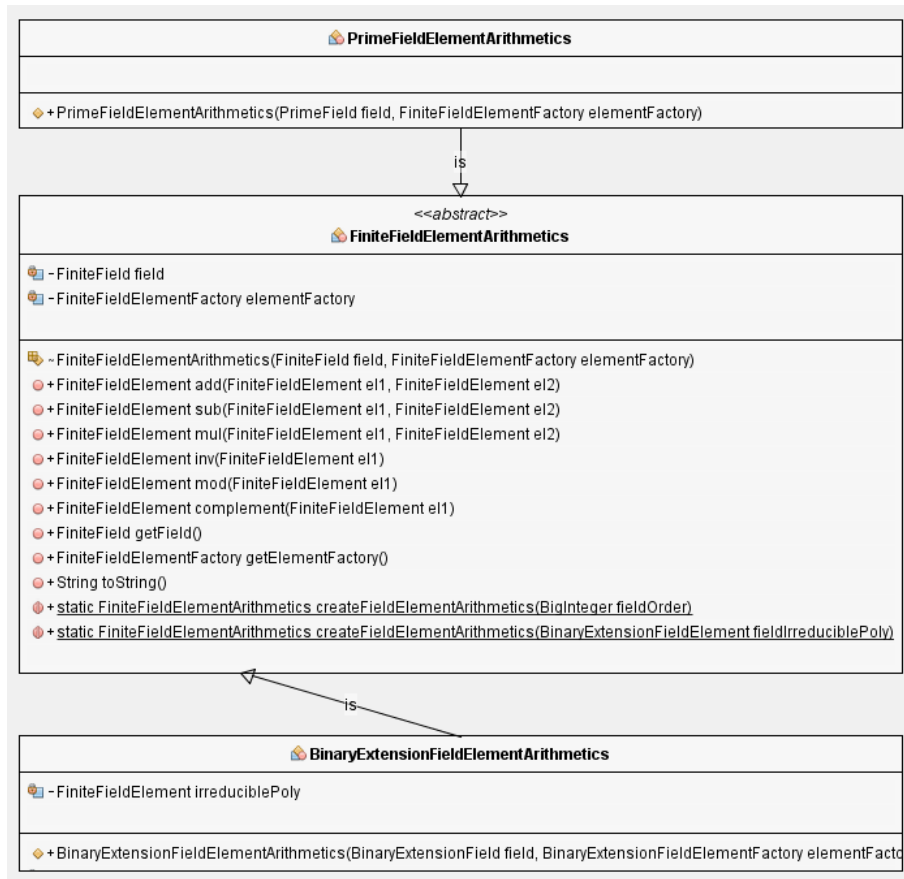 PrimeFieldElementArithmetics
+PrimeFieldElementArithmetics(PrimeField field, FiniteFieldElementFactory elementFactory)
is
<<abstract>>
FiniteFieldElementArithmetics
-FiniteField field
-FiniteFieldElementFactory elementFactory
~FiniteFieldElementArithmetics(FiniteField field, FiniteFieldElementFactory elementFactory)
+FiniteFieldElement add(FiniteFieldElement el1, FiniteFieldElement el2)
+FiniteFieldElement sub(FiniteFieldElement el1, FiniteFieldElement el2)
+FiniteFieldElement mul(FiniteFieldElement el1, FiniteFieldElement el2)
+FiniteFieldElement inv(FiniteFieldElement el1)
+FiniteFieldElement mod(FiniteFieldElement el1)
+FiniteFieldElement complement(FiniteFieldElement el1)
+FiniteField getField()
+FiniteFieldElementFactory getElementFactory()
+String toString()
+static FiniteFieldElementArithmetics createFieldElementArithmetics(BigInteger fieldOrder)
+static FiniteFieldElementArithmetics createFieldElementArithmetics(BinaryExtensionFieldElement fieldIrreduciblePoly)
is
BinaryExtensionFieldElementArithmetics
-FiniteFieldElement irreduciblePoly
+BinaryExtensionFieldElementArithmetics(BinaryExtensionField field, BinaryExtensionFieldElementFactory elementFacto